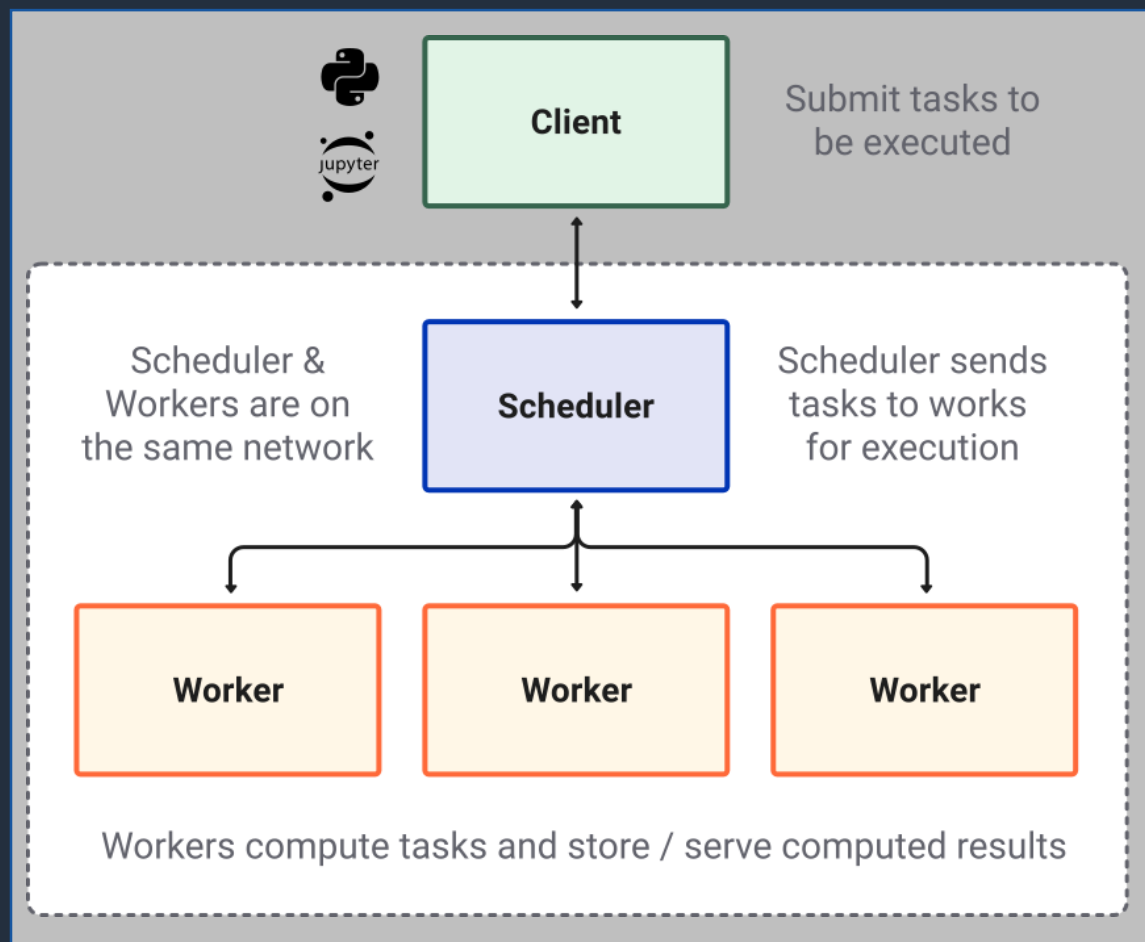 Client
jupyter
Submit tasks to
be executed
Scheduler &
Workers are on
the same network
Scheduler
Scheduler sends
tasks to works
for execution
Worker
Worker
Worker
Workers compute tasks and store / serve computed results